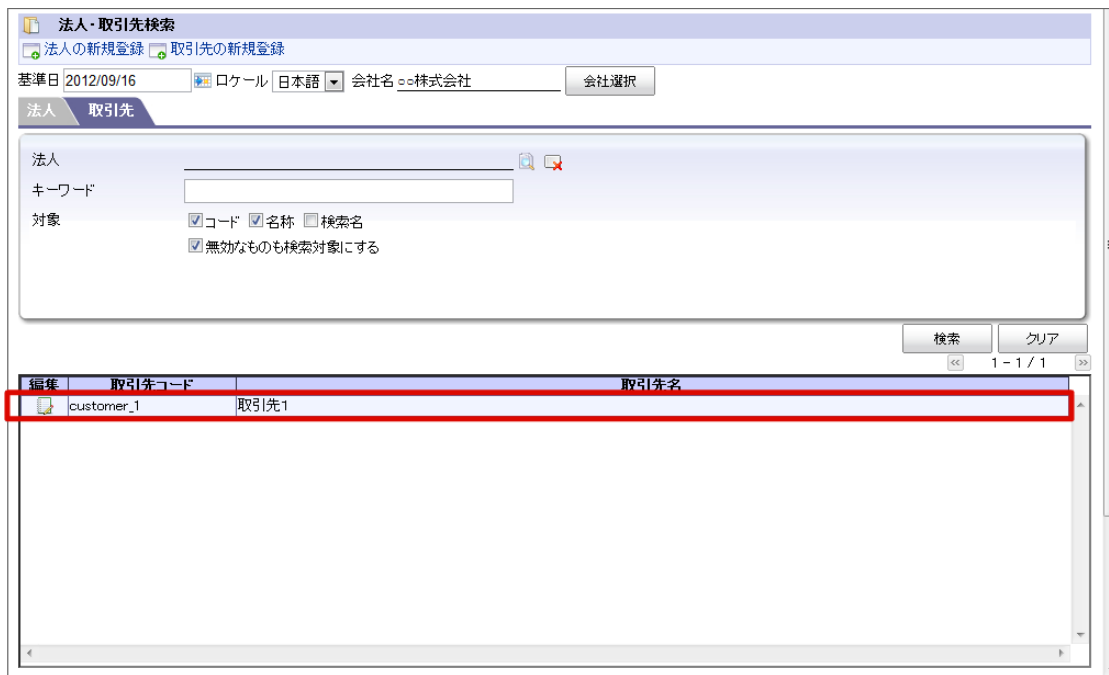 法人・取引先検索
法人の新規登録 取引先の新規登録
基準日 2012/09/16 ロケール 日本語 会社名 ○○株式会社 会社選択
法人 取引先
法人
キーワード
対象 コード 名称 検索名
無効なものも検索対象にする
検索 クリア
<< 1 - 1 / 1 >>
編集 取引先コード 取引先名
customer_1 取引先1